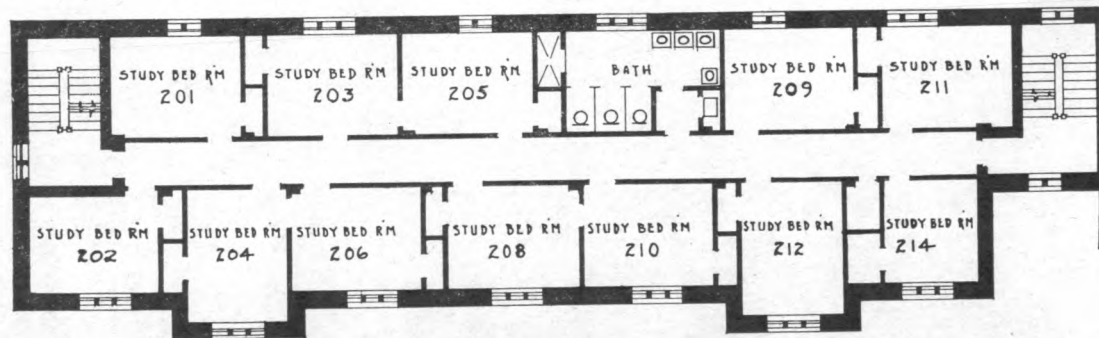 STUDY BED R'M
201
STUDY BED R'M
203
STUDY BED R'M
205
BATH
STUDY BED R'M
209
STUDY BED R'M
211
STUDY BED R'M
202
STUDY BED R'M
204
STUDY BED R'M
206
STUDY BED R'M
208
STUDY BED R'M
210
STUDY BED R'M
212
STUDY BED R'M
214